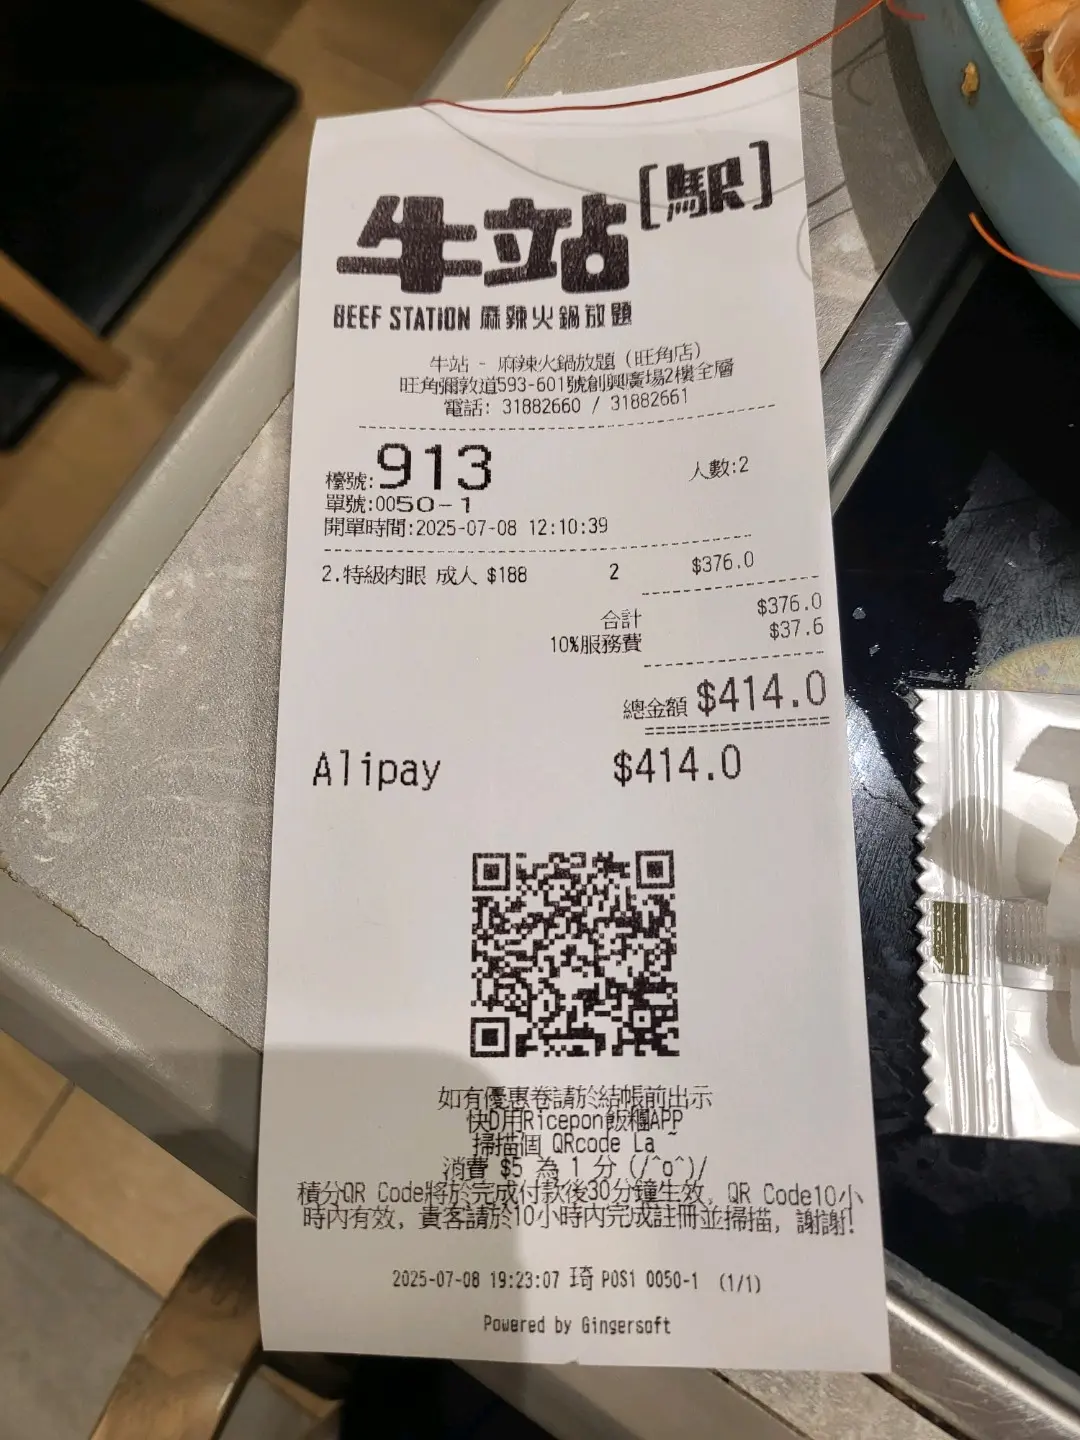 牛站[駅]
BEEF STATION 麻辣火鍋放題
牛站 - 麻辣火鍋放題 (旺角店)
旺角彌敦道593-601號創興廣場2樓全層
電話: 31882660 / 31882661
檯號:913 人數:2
單號:0050-1
開單時間:2025-07-08 12:10:39
2.特級肉眼 成人 $188 2 $376.0
合計 $376.0
10%服務費 $37.6
總金額 $414.0
Alipay $414.0
如有優惠卷請於結帳前出示
快D用Ricepon飯糰APP
掃描個 QRcode La ~
消費 $5 為 1 分 (/^o^)/
積分QR Code將於完成付款後30分鐘生效, QR Code10小
時內有效, 貴客請於10小時內完成註冊並掃描, 謝謝!
2025-07-08 19:23:07 琦 POS1 0050-1 (1/1)
Powered by Gingersoft